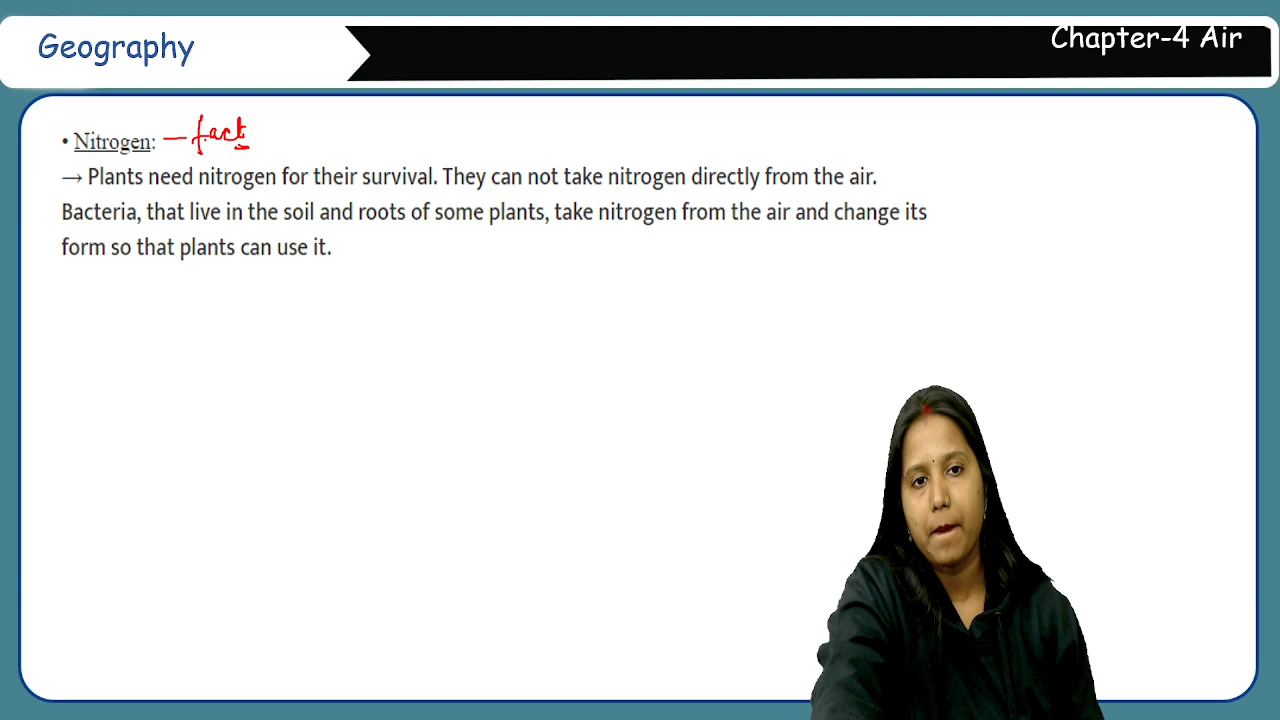 Geography
Chapter-4 Air
• Nitrogen: — fact
→ Plants need nitrogen for their survival. They can not take nitrogen directly from the air.
Bacteria, that live in the soil and roots of some plants, take nitrogen from the air and change its
form so that plants can use it.